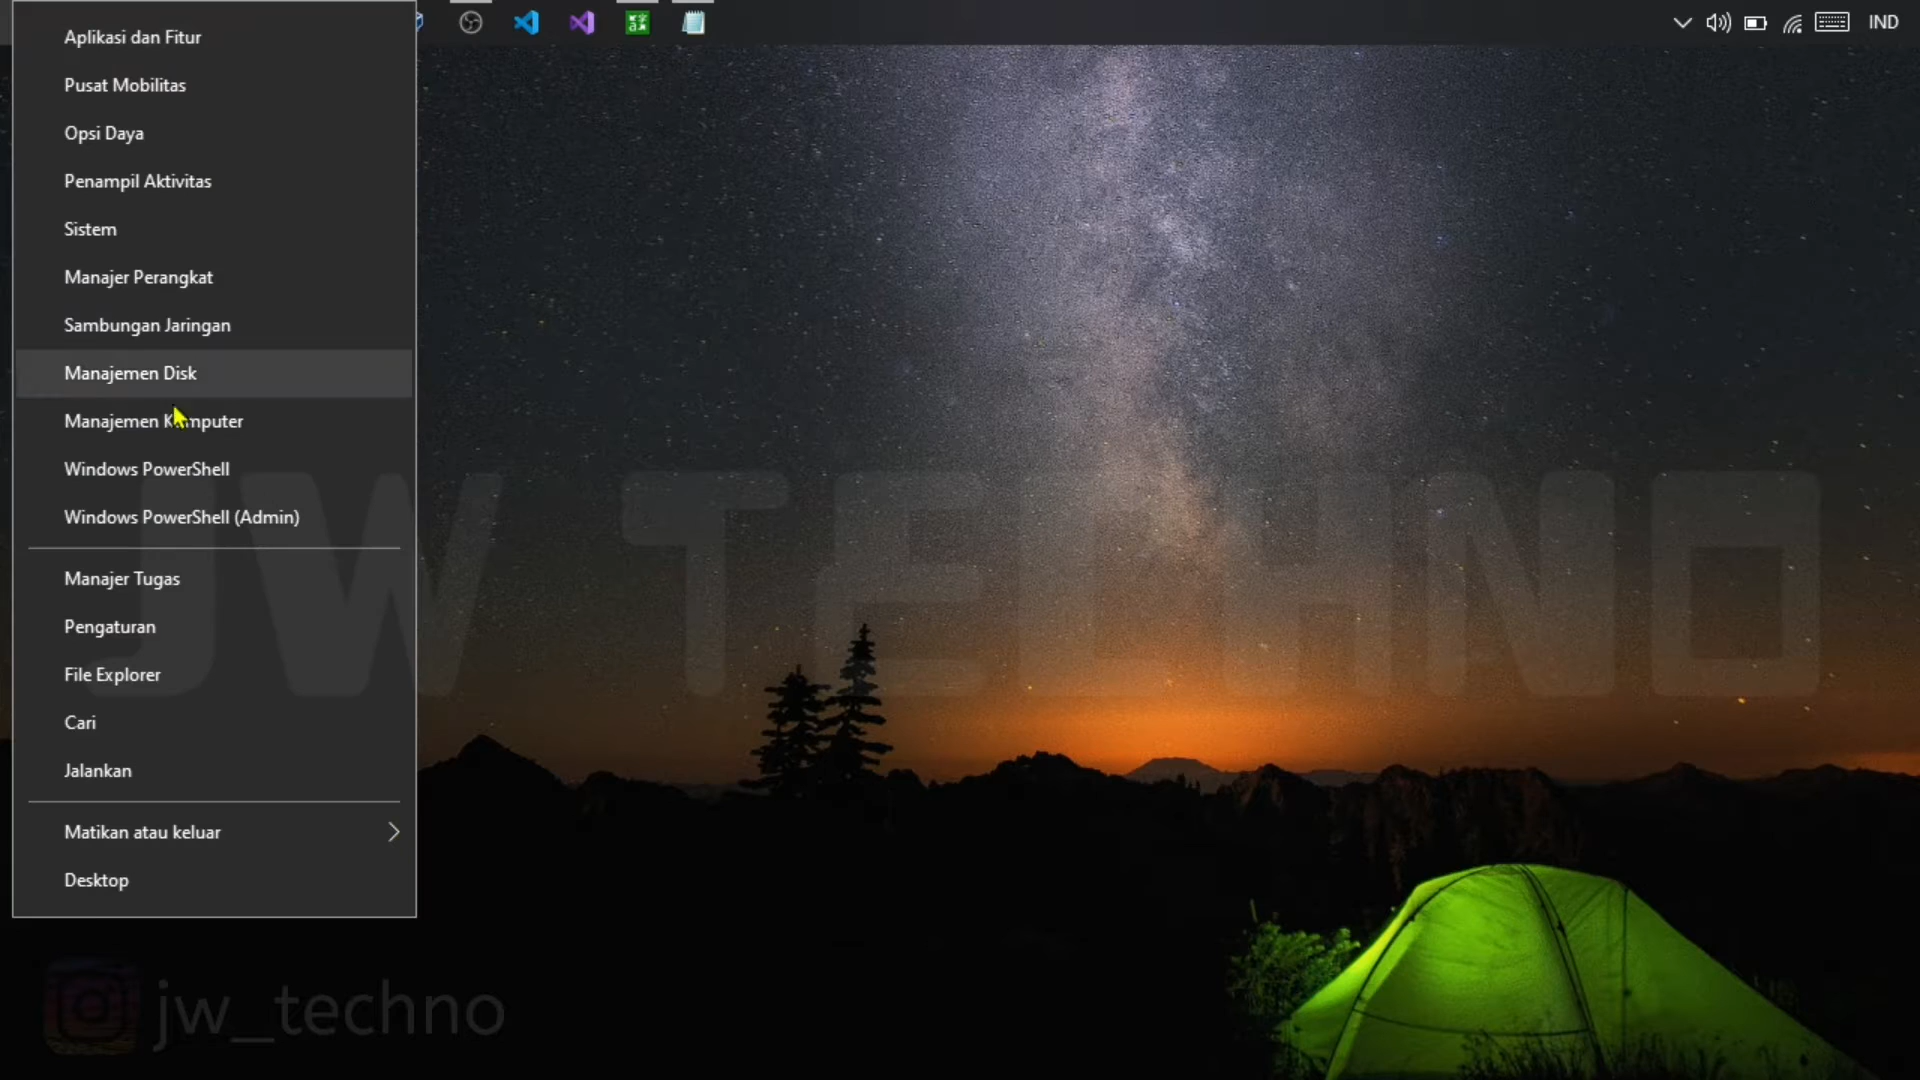 IND
Aplikasi dan Fitur
Pusat Mobilitas
Opsi Daya
Penampil Aktivitas
Sistem
Manajer Perangkat
Sambungan Jaringan
Manajemen Disk
Manajemen Komputer
Windows PowerShell
Windows PowerShell (Admin)
Manajer Tugas
Pengaturan
File Explorer
Cari
Jalankan
Matikan atau keluar
Desktop
JW TECHNO
jw_techno